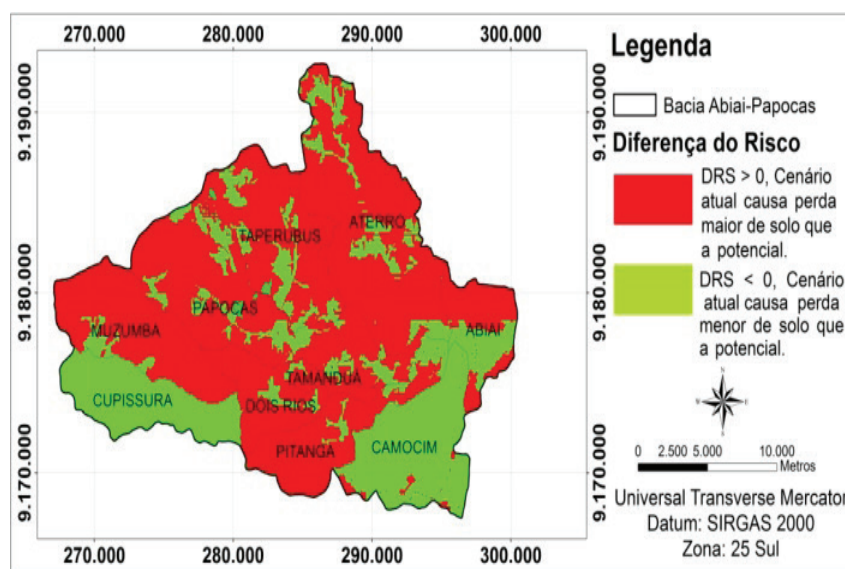 270.000 280.000 290.000 300.000
9.190.000
9.180.000
9.170.000
TAPERUBUS
ATERRO
PAPOCAS
MUZUMBA
ABIAI
TAMANDUA
CUPISSURA
DOIS RIOS
PITANGA
CAMOCIM
9.190.000
9.180.000
9.170.000
270.000 280.000 290.000 300.000
Legenda
Bacia Abiai-Papocas
Diferença do Risco
DRS > 0, Cenário
atual causa perda
maior de solo que
a potencial.
DRS < 0, Cenário
atual causa perda
menor de solo que
a potencial.
N
W E
S
0 2.500 5.000 10.000
Metros
Universal Transverse Mercator
Datum: SIRGAS 2000
Zona: 25 Sul